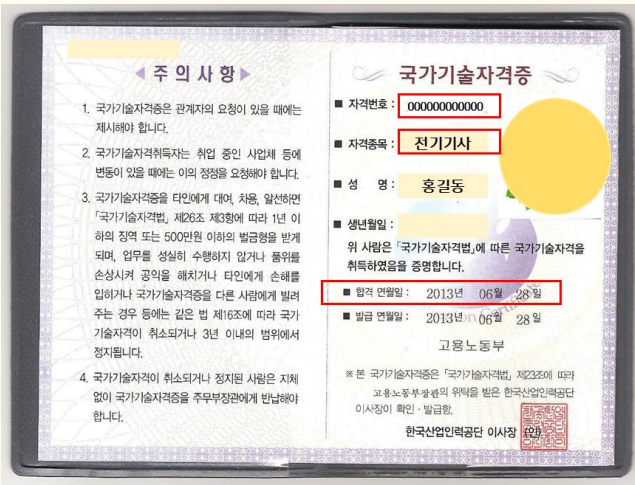 ◀ 주 의 사 항 ▶
1. 국가기술자격증은 관계자의 요청이 있을 때에는
제시해야 합니다.
2. 국가기술자격취득자는 취업 중인 사업체 등에
변동이 있을 때에는 이의 정정을 요청해야 합니다.
3. 국가기술자격증을 타인에게 대여, 차용, 알선하면
「국가기술자격법」 제26조 제3항에 따라 1년 이
하의 징역 또는 500만원 이하의 벌금형을 받게
되며, 업무를 성실히 수행하지 않거나 품위를
손상시켜 공익을 해치거나 타인에게 손해를
입히거나 국가기술자격증을 다른 사람에게 빌려
주는 경우 등에는 같은 법 제16조에 따라 국가
기술자격이 취소되거나 3년 이내의 범위에서
정지됩니다.
4. 국가기술자격이 취소되거나 정지된 사람은 지체
없이 국가기술자격증을 주무부장관에게 반납해야
합니다.
국가기술자격증
■ 자격번호 : 000000000000
■ 자격종목 : 전기기사
■ 성 명 : 홍길동
■ 생년월일 :
위 사람은 「국가기술자격법」에 따른 국가기술자격을
취득하였음을 증명합니다.
■ 합격 연월일 : 2013년 06월 28일
■ 발급 연월일 : 2013년 06월 28일
고용노동부
※ 본 국가기술자격증은 「국가기술자격법」 제23조에 따라
고용노동부장관의 위탁을 받은 한국산업인력공단
이사장이 확인·발급함.
한국산업인력공단 이사장 (인)